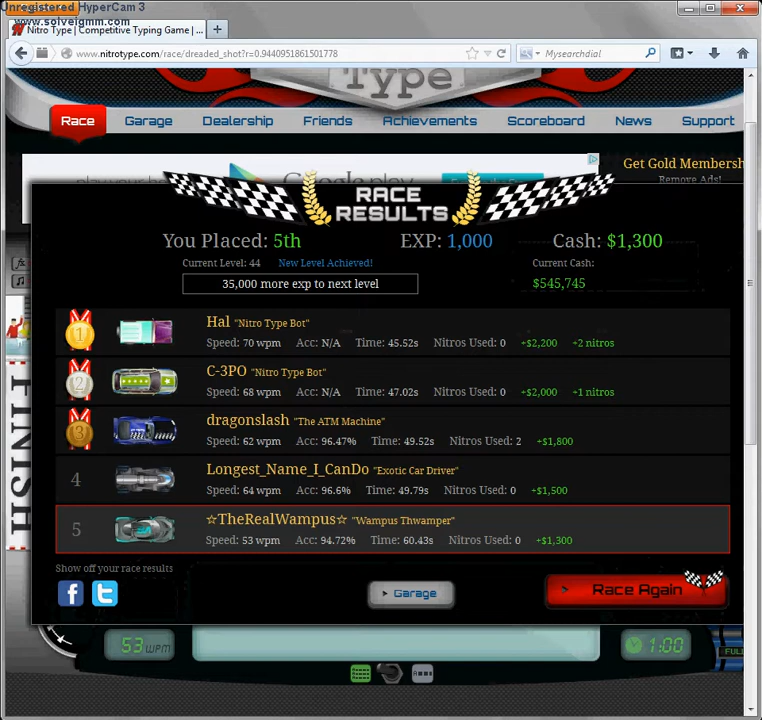 Unregistered HyperCam 3
www.solveigmm.com
Nitro Type | Competitive Typing Game | ...
www.nitrotype.com/race/dreaded_shot?r=0.9440951861501778
Mysearchdial
Type
Race Garage Dealership Friends Achievements Scoreboard News Support
Get Gold Membersh
Remove Ads!
RACE
RESULTS
You Placed: 5th EXP: 1,000 Cash: $1,300
Current Level: 44 New Level Achieved! Current Cash:
35,000 more exp to next level $545,745
1 Hal "Nitro Type Bot"
Speed: 70 wpm Acc: N/A Time: 45.52s Nitros Used: 0 +$2,200 +2 nitros
2 C-3PO "Nitro Type Bot"
Speed: 68 wpm Acc: N/A Time: 47.02s Nitros Used: 0 +$2,000 +1 nitros
3 dragonslash "The ATM Machine"
Speed: 62 wpm Acc: 96.47% Time: 49.52s Nitros Used: 2 +$1,800
4 Longest_Name_I_CanDo "Exotic Car Driver"
Speed: 64 wpm Acc: 96.6% Time: 49.79s Nitros Used: 0 +$1,500
5 ☆TheRealWampus☆ "Wampus Thwamper"
Speed: 53 wpm Acc: 94.72% Time: 60.43s Nitros Used: 0 +$1,300
Show off your race results
Garage
Race Again
FINISH
53 WPM
1:00
FULL